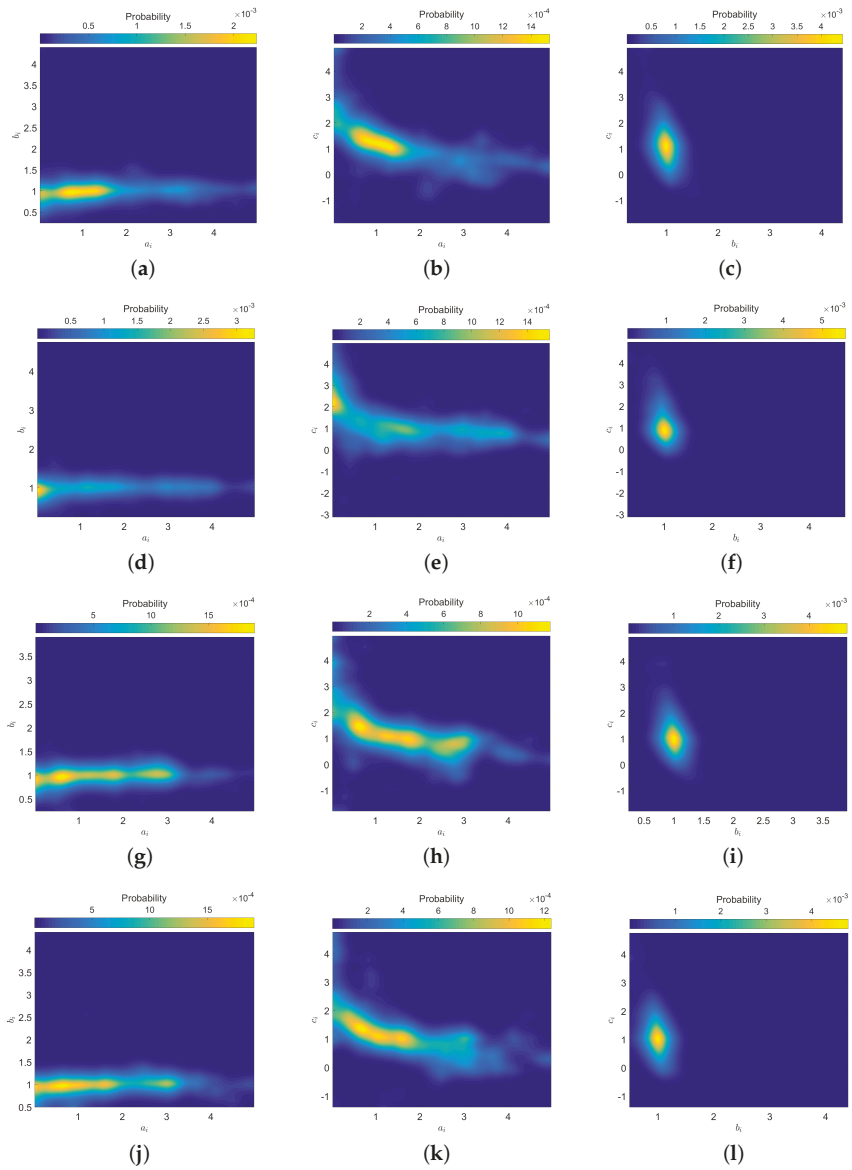 Probability ×10-3
0.5 1 1.5 2
4
3.5
3
2.5
2
1.5
1
0.5
bi
1 2 3 4
ai
(a)
Probability ×10-4
2 4 6 8 10 12 14
4
3
2
1
0
-1
ci
1 2 3 4
ai
(b)
Probability ×10-3
0.5 1 1.5 2 2.5 3 3.5 4
4
3
2
1
0
-1
ci
1 2 3 4
bi
(c)
Probability ×10-3
0.5 1 1.5 2 2.5 3
4
3
2
1
bi
1 2 3 4
ai
(d)
Probability ×10-4
2 4 6 8 10 12 14
4
3
2
1
0
-1
-2
-3
ci
1 2 3 4
ai
(e)
Probability ×10-3
1 2 3 4 5
4
3
2
1
0
-1
-2
-3
ci
1 2 3 4
bi
(f)
Probability ×10-4
5 10 15
3.5
3
2.5
2
1.5
1
0.5
bi
1 2 3 4
ai
(g)
Probability ×10-4
2 4 6 8 10
4
3
2
1
0
-1
ci
1 2 3 4
ai
(h)
Probability ×10-3
1 2 3 4
4
3
2
1
0
-1
ci
0.5 1 1.5 2 2.5 3 3.5
bi
(i)
Probability ×10-4
5 10 15
4
3.5
3
2.5
2
1.5
1
0.5
bi
1 2 3 4
ai
(j)
Probability ×10-4
2 4 6 8 10 12
4
3
2
1
0
-1
ci
1 2 3 4
ai
(k)
Probability ×10-3
1 2 3 4
4
3
2
1
0
-1
ci
1 2 3 4
bi
(l)